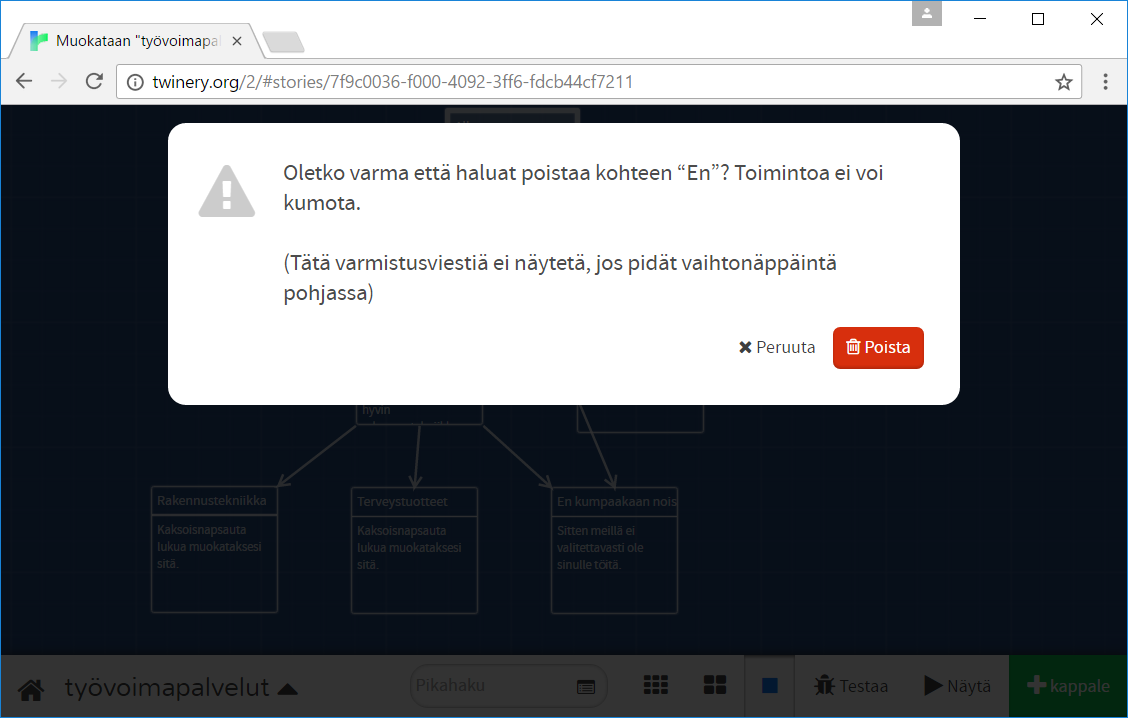 Muokataan "työvoimapal
twinery.org/2/#stories/7f9c0036-f000-4092-3ff6-fdcb44cf7211
Oletko varma että haluat poistaa kohteen “En”? Toimintoa ei voi
kumota.
(Tätä varmistusviestiä ei näytetä, jos pidät vaihtonäppäintä
pohjassa)
Peruuta
Poista
hyvin
Rakennustekniikka
Kaksoisnapsauta
lukua muokataksesi
sitä.
Terveystuotteet
Kaksoisnapsauta
lukua muokataksesi
sitä.
En kumpaakaan nois
Sitten meillä ei
valitettavasti ole
sinulle töitä.
työvoimapalvelut
Pikahaku
Testaa
Näytä
kappale